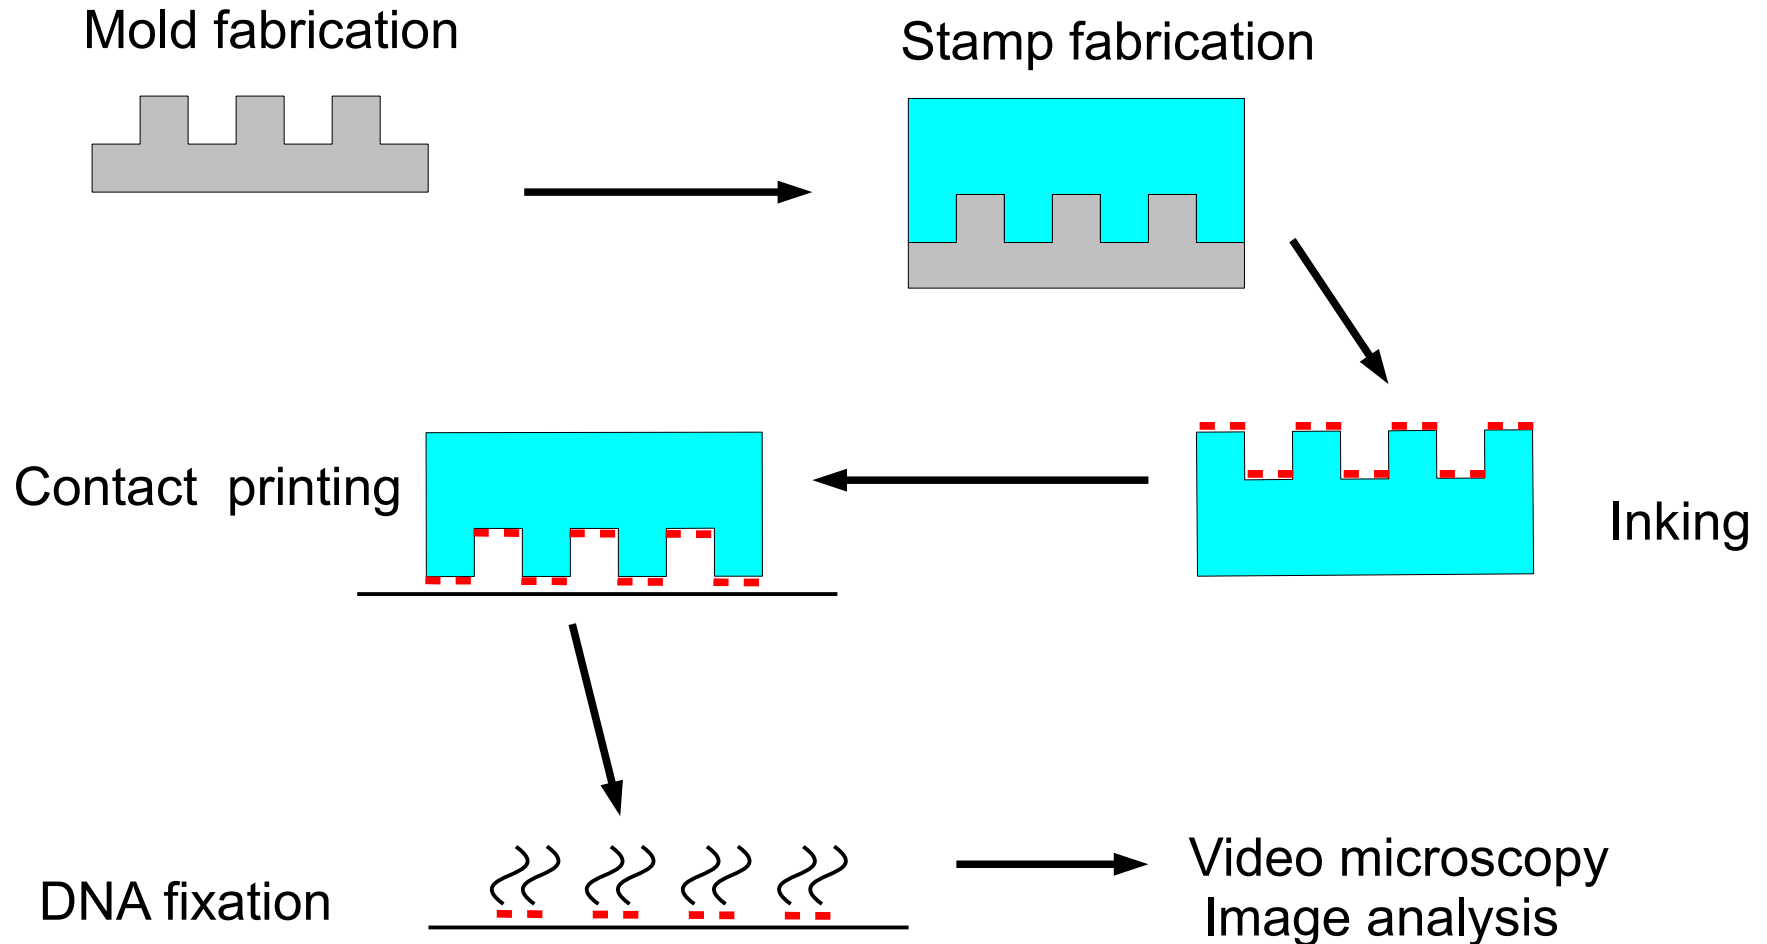 Mold fabrication
Stamp fabrication
Contact printing
Inking
DNA fixation
Video microscopy
Image analysis